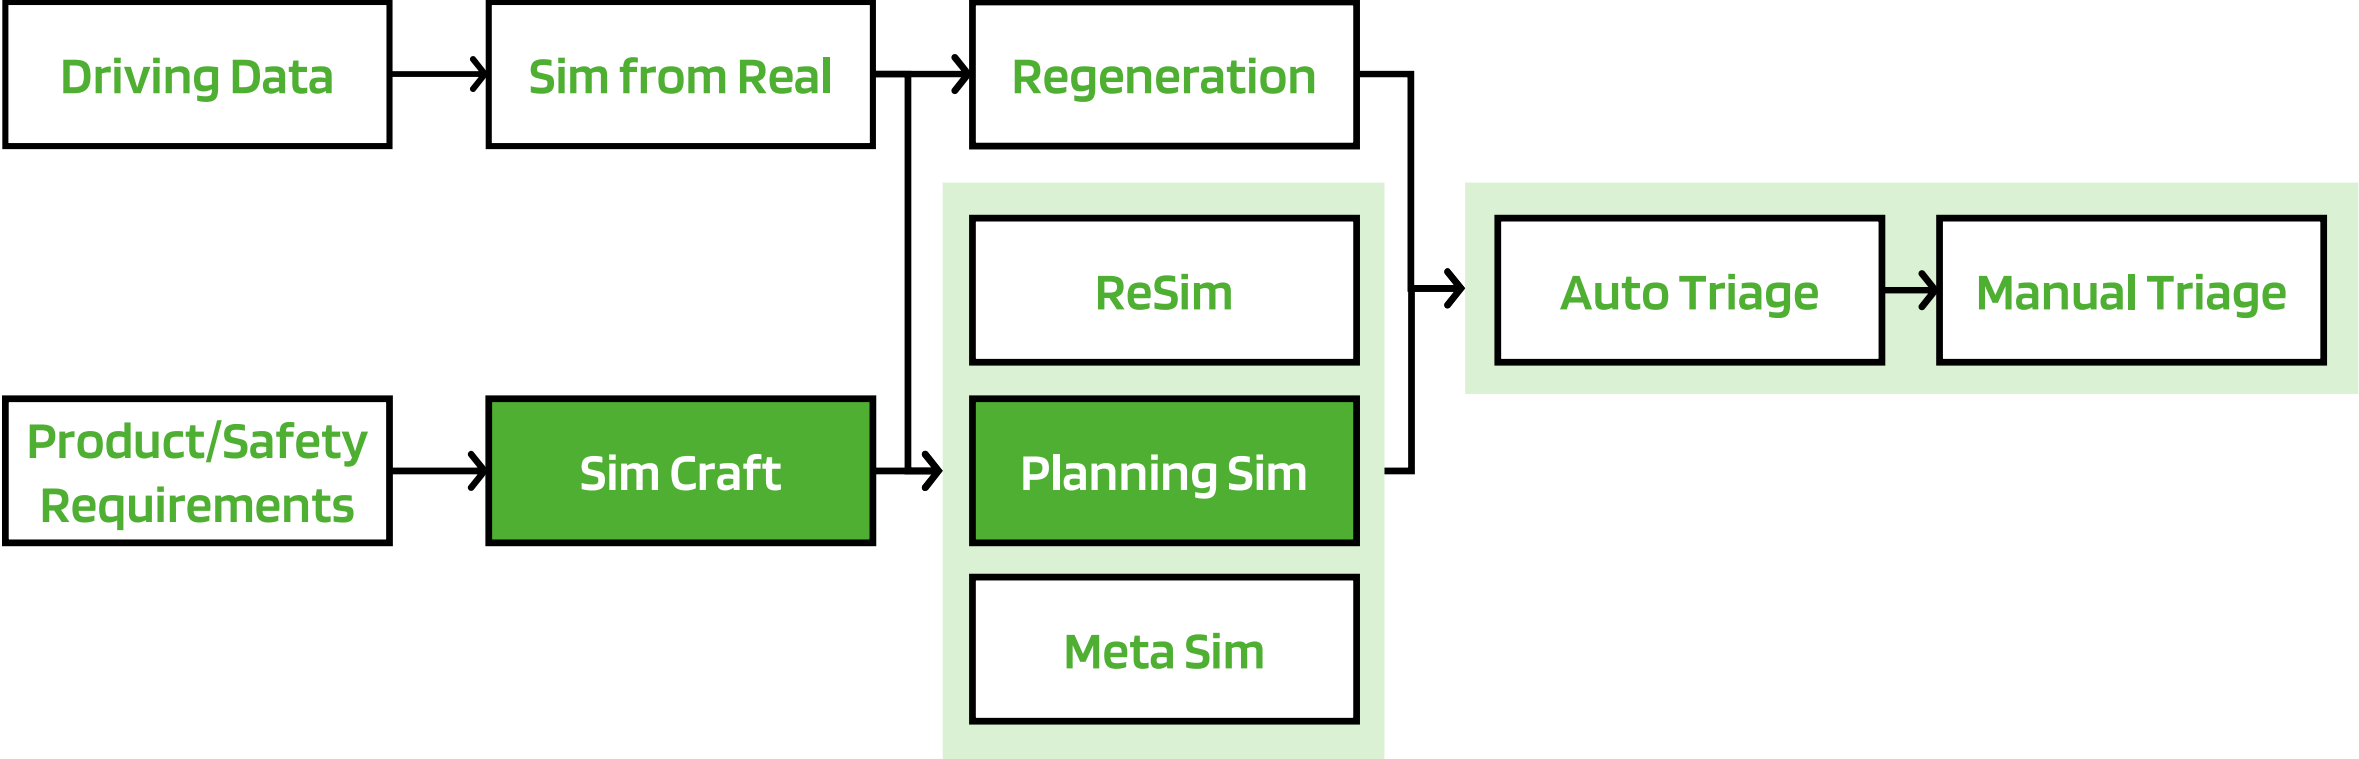 Driving Data
Sim from Real
Regeneration
ReSim
Auto Triage
Manual Triage
Product/Safety
Requirements
Sim Craft
Planning Sim
Meta Sim